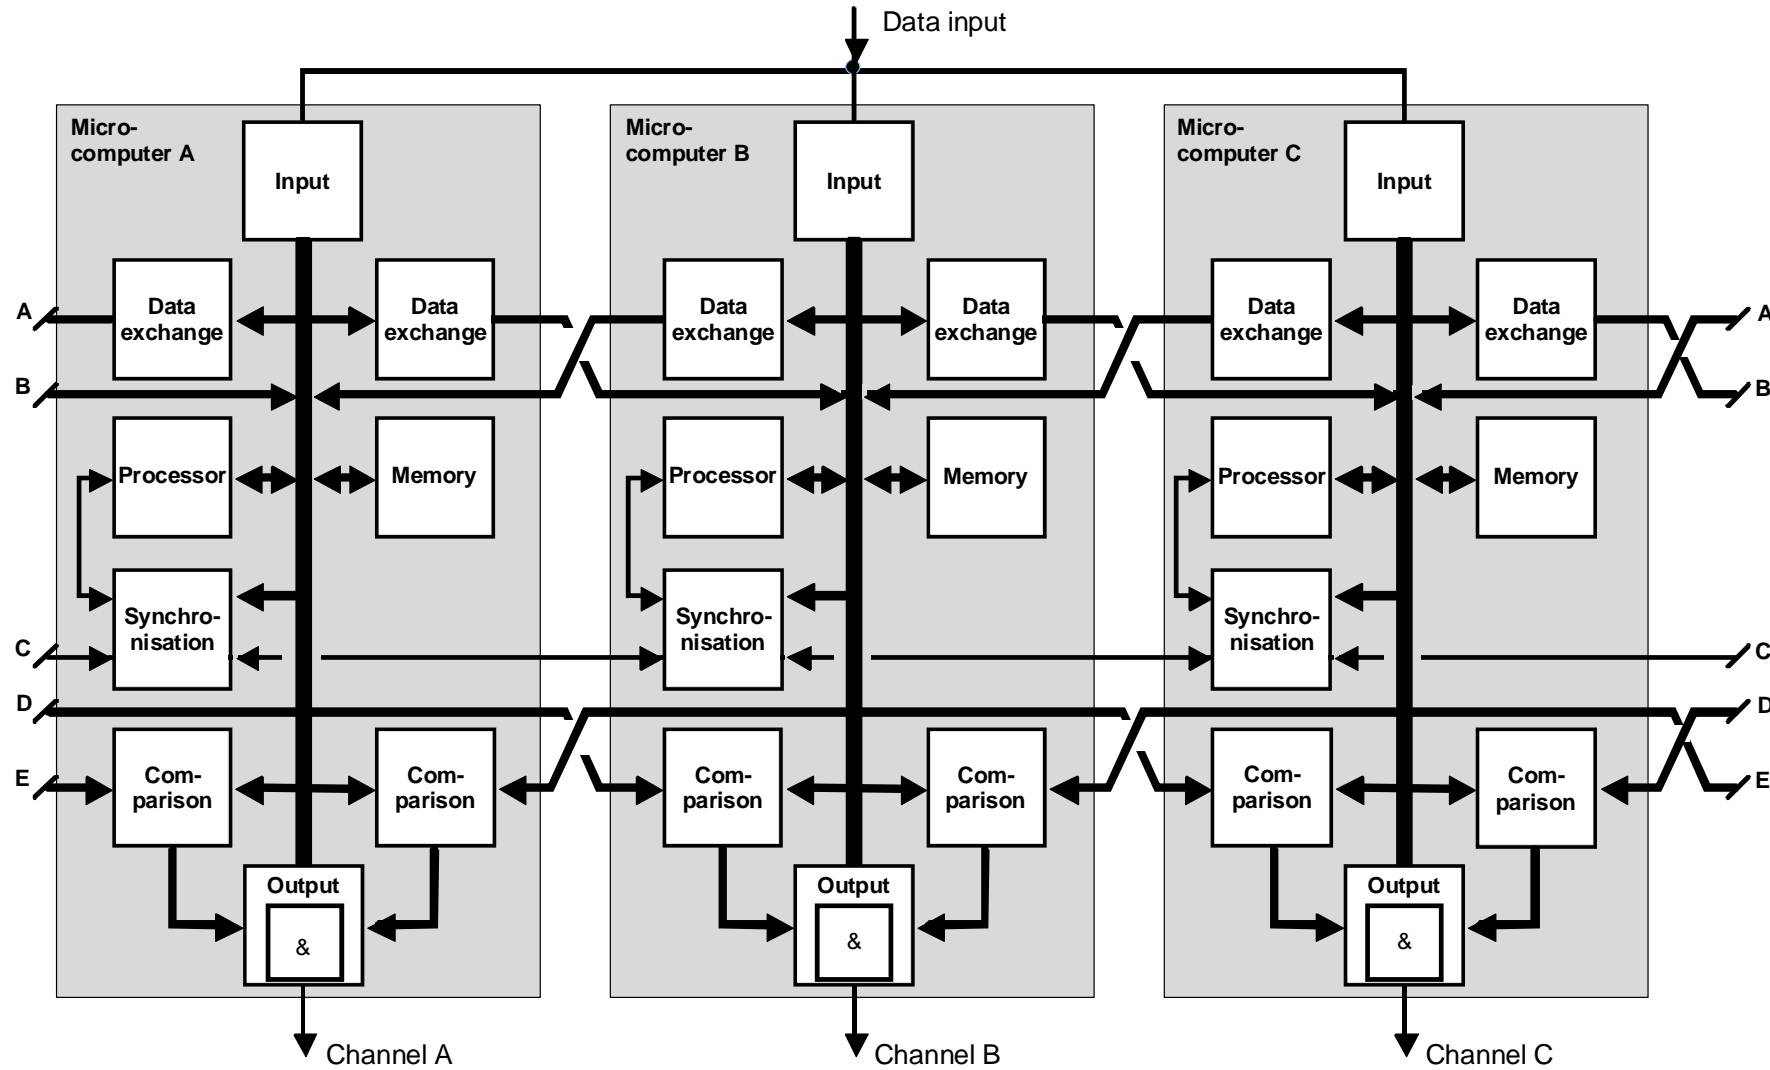 Data input
Micro-
computer A
Input
Micro-
computer B
Input
Micro-
computer C
Input
Data
exchange
Data
exchange
Data
exchange
Data
exchange
Data
exchange
Data
exchange
A
A
B
B
Processor
Memory
Processor
Memory
Processor
Memory
Synchro-
nisation
Synchro-
nisation
Synchro-
nisation
C
C
D
D
E
E
Com-
parison
Com-
parison
Com-
parison
Com-
parison
Com-
parison
Com-
parison
Output
&
Output
&
Output
&
Channel A
Channel B
Channel C